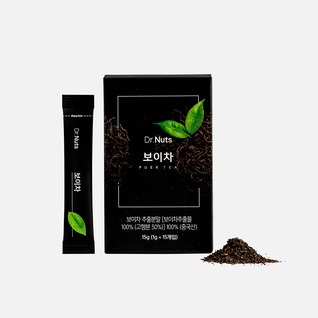 Dr.Nuts
보이차
Dr.Nuts
보이차
PUER TEA
보이차 추출분말 [보이차추출물
100% (고형분 50%)] 100% (중국산)
15g (1g × 15개입)